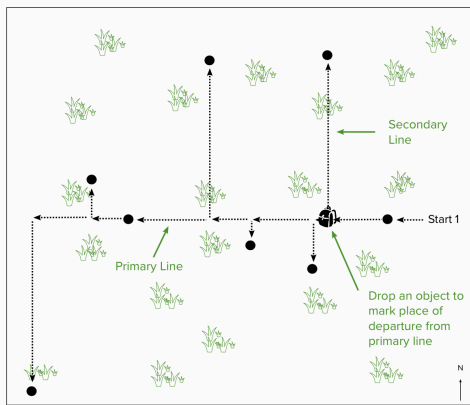 Secondary
Line
Start 1
Primary Line
Drop an object to
mark place of
departure from
primary line
N